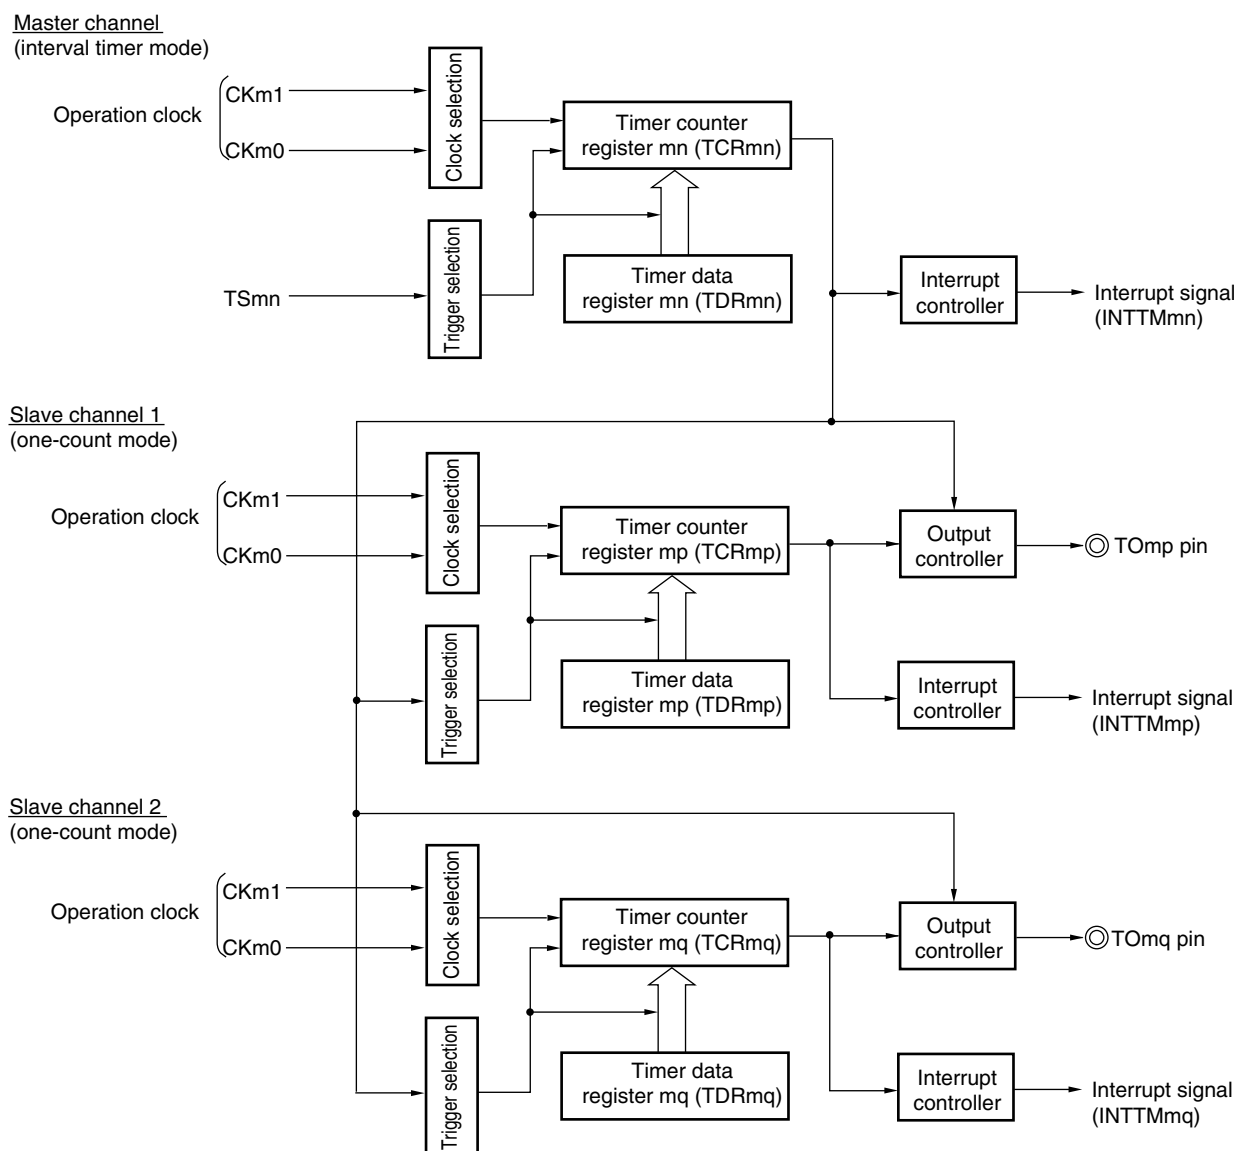 Master channel
(interval timer mode)
Operation clock
CKm1
CKm0
Clock selection
Timer counter
register mn (TCRmn)
TSmn
Trigger selection
Timer data
register mn (TDRmn)
Interrupt
controller
Interrupt signal
(INTTMmn)
Slave channel 1
(one-count mode)
Operation clock
CKm1
CKm0
Clock selection
Timer counter
register mp (TCRmp)
Output
controller
TOmp pin
Trigger selection
Timer data
register mp (TDRmp)
Interrupt
controller
Interrupt signal
(INTTMmp)
Slave channel 2
(one-count mode)
Operation clock
CKm1
CKm0
Clock selection
Timer counter
register mq (TCRmq)
Output
controller
TOmq pin
Trigger selection
Timer data
register mq (TDRmq)
Interrupt
controller
Interrupt signal
(INTTMmq)